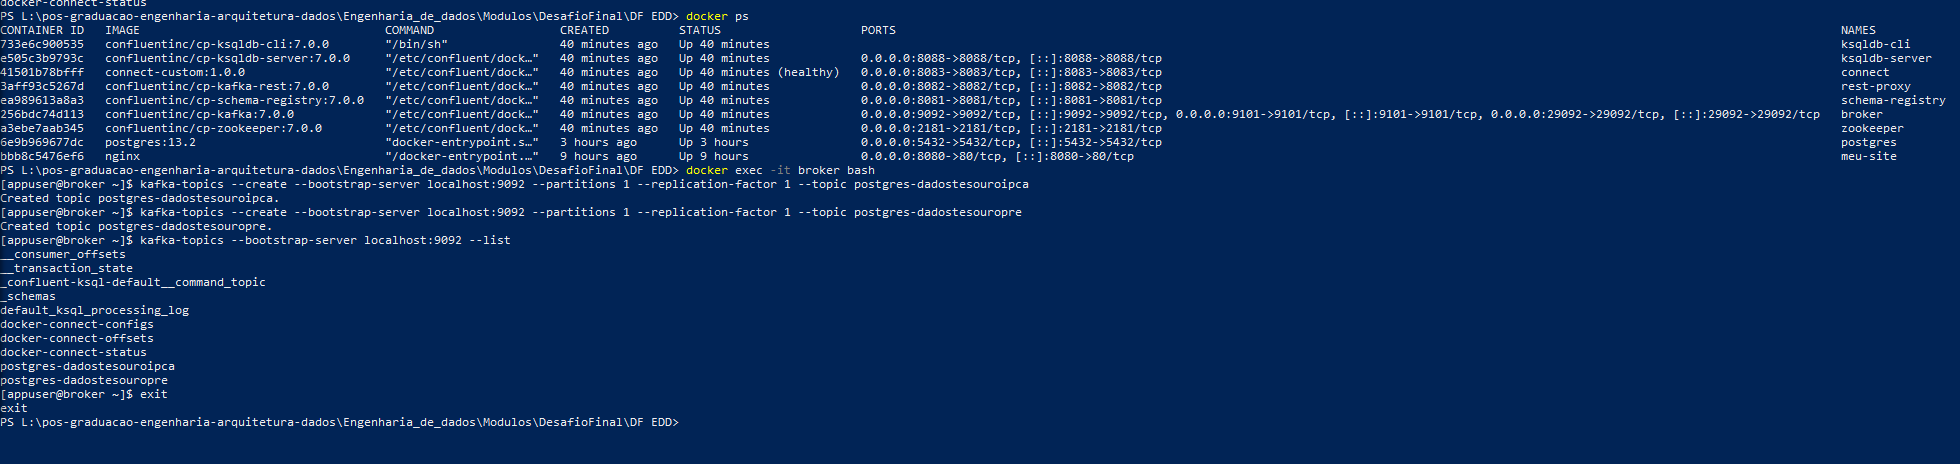 docker-connect-status
PS L:\pos-graduacao-engenharia-arquitetura-dados\Engenharia_de_dados\Modulos\DesafioFinal\DF EDD> docker ps
CONTAINER ID   IMAGE                                   COMMAND                  CREATED          STATUS                    PORTS                                                                                                                                   NAMES
733e6c900535   confluentinc/cp-ksqldb-cli:7.0.0        "/bin/sh"                40 minutes ago   Up 40 minutes                                                                                                                                                     ksqldb-cli
e505c3b9793c   confluentinc/cp-ksqldb-server:7.0.0     "/etc/confluent/dock…"   40 minutes ago   Up 40 minutes             0.0.0.0:8088->8088/tcp, [::]:8088->8088/tcp                                                                                             ksqldb-server
41501b78bfff   connect-custom:1.0.0                    "/etc/confluent/dock…"   40 minutes ago   Up 40 minutes (healthy)   0.0.0.0:8083->8083/tcp, [::]:8083->8083/tcp                                                                                             connect
3aff93c5267d   confluentinc/cp-kafka-rest:7.0.0        "/etc/confluent/dock…"   40 minutes ago   Up 40 minutes             0.0.0.0:8082->8082/tcp, [::]:8082->8082/tcp                                                                                             rest-proxy
ea989613a8a3   confluentinc/cp-schema-registry:7.0.0   "/etc/confluent/dock…"   40 minutes ago   Up 40 minutes             0.0.0.0:8081->8081/tcp, [::]:8081->8081/tcp                                                                                             schema-registry
256bdc74d113   confluentinc/cp-kafka:7.0.0             "/etc/confluent/dock…"   40 minutes ago   Up 40 minutes             0.0.0.0:9092->9092/tcp, [::]:9092->9092/tcp, 0.0.0.0:9101->9101/tcp, [::]:9101->9101/tcp, 0.0.0.0:29092->29092/tcp, [::]:29092->29092/tcp   broker
a3ebe7aab345   confluentinc/cp-zookeeper:7.0.0         "/etc/confluent/dock…"   40 minutes ago   Up 40 minutes             0.0.0.0:2181->2181/tcp, [::]:2181->2181/tcp                                                                                             zookeeper
6e9b969677dc   postgres:13.2                           "docker-entrypoint.s…"   3 hours ago      Up 3 hours                0.0.0.0:5432->5432/tcp, [::]:5432->5432/tcp                                                                                             postgres
bbb8c5476ef6   nginx                                   "/docker-entrypoint.…"   9 hours ago      Up 9 hours                0.0.0.0:8080->80/tcp, [::]:8080->80/tcp                                                                                                 meu-site
PS L:\pos-graduacao-engenharia-arquitetura-dados\Engenharia_de_dados\Modulos\DesafioFinal\DF EDD> docker exec -it broker bash
[appuser@broker ~]$ kafka-topics --create --bootstrap-server localhost:9092 --partitions 1 --replication-factor 1 --topic postgres-dadostesouroipca
Created topic postgres-dadostesouroipca.
[appuser@broker ~]$ kafka-topics --create --bootstrap-server localhost:9092 --partitions 1 --replication-factor 1 --topic postgres-dadostesouropre
Created topic postgres-dadostesouropre.
[appuser@broker ~]$ kafka-topics --bootstrap-server localhost:9092 --list
__consumer_offsets
__transaction_state
_confluent-ksql-default__command_topic
_schemas
default_ksql_processing_log
docker-connect-configs
docker-connect-offsets
docker-connect-status
postgres-dadostesouroipca
postgres-dadostesouropre
[appuser@broker ~]$ exit
exit
PS L:\pos-graduacao-engenharia-arquitetura-dados\Engenharia_de_dados\Modulos\DesafioFinal\DF EDD>